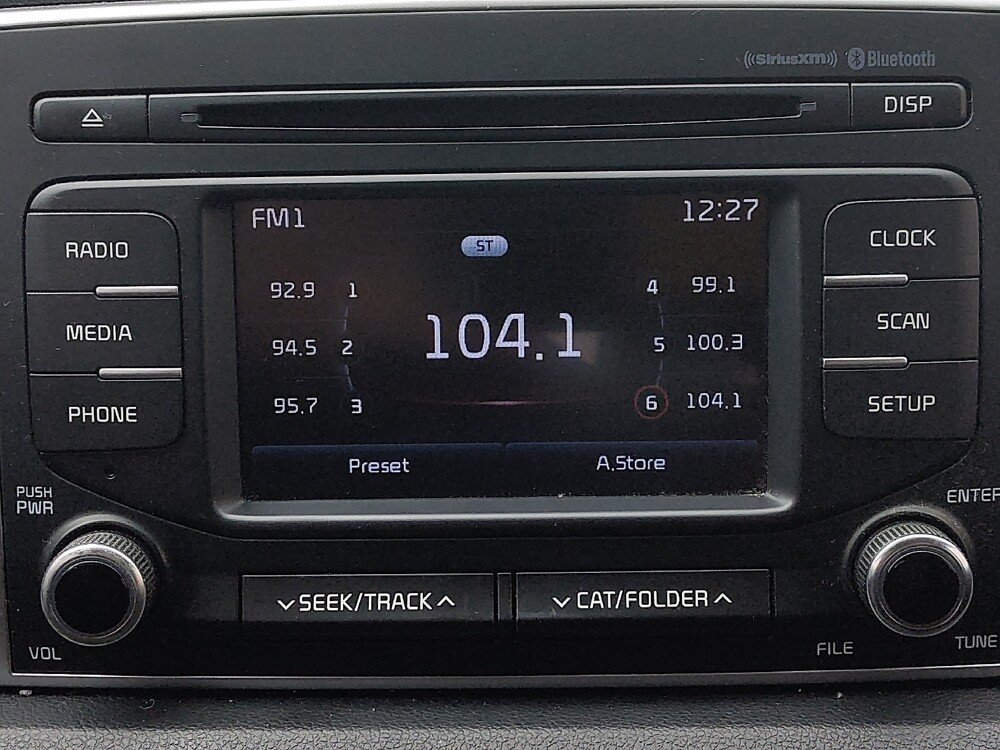 SiriusXM Bluetooth
DISP
FM1 12:27
ST
92.9 1 4 99.1
104.1
94.5 2 5 100.3
95.7 3 6 104.1
Preset A.Store
RADIO
MEDIA
PHONE
CLOCK
SCAN
SETUP
PUSH
PWR
VOL
SEEK/TRACK
CAT/FOLDER
ENTER
FILE
TUNE